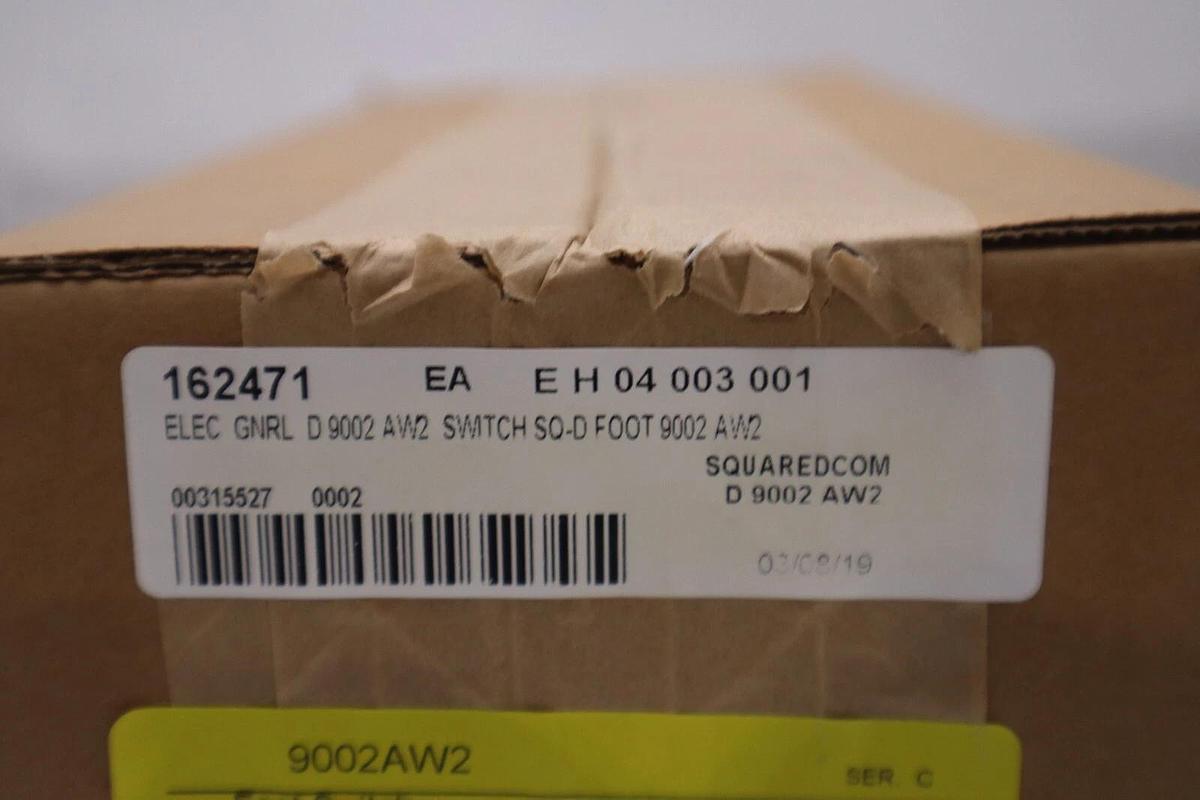 162471 EA E H 04 003 001
ELEC GNRL D 9002 AW2 SWITCH SQ-D FOOT 9002 AW2
SQUAREDCOM
D 9002 AW2
00315527 0002
03/08/19
9002AW2
SER. C